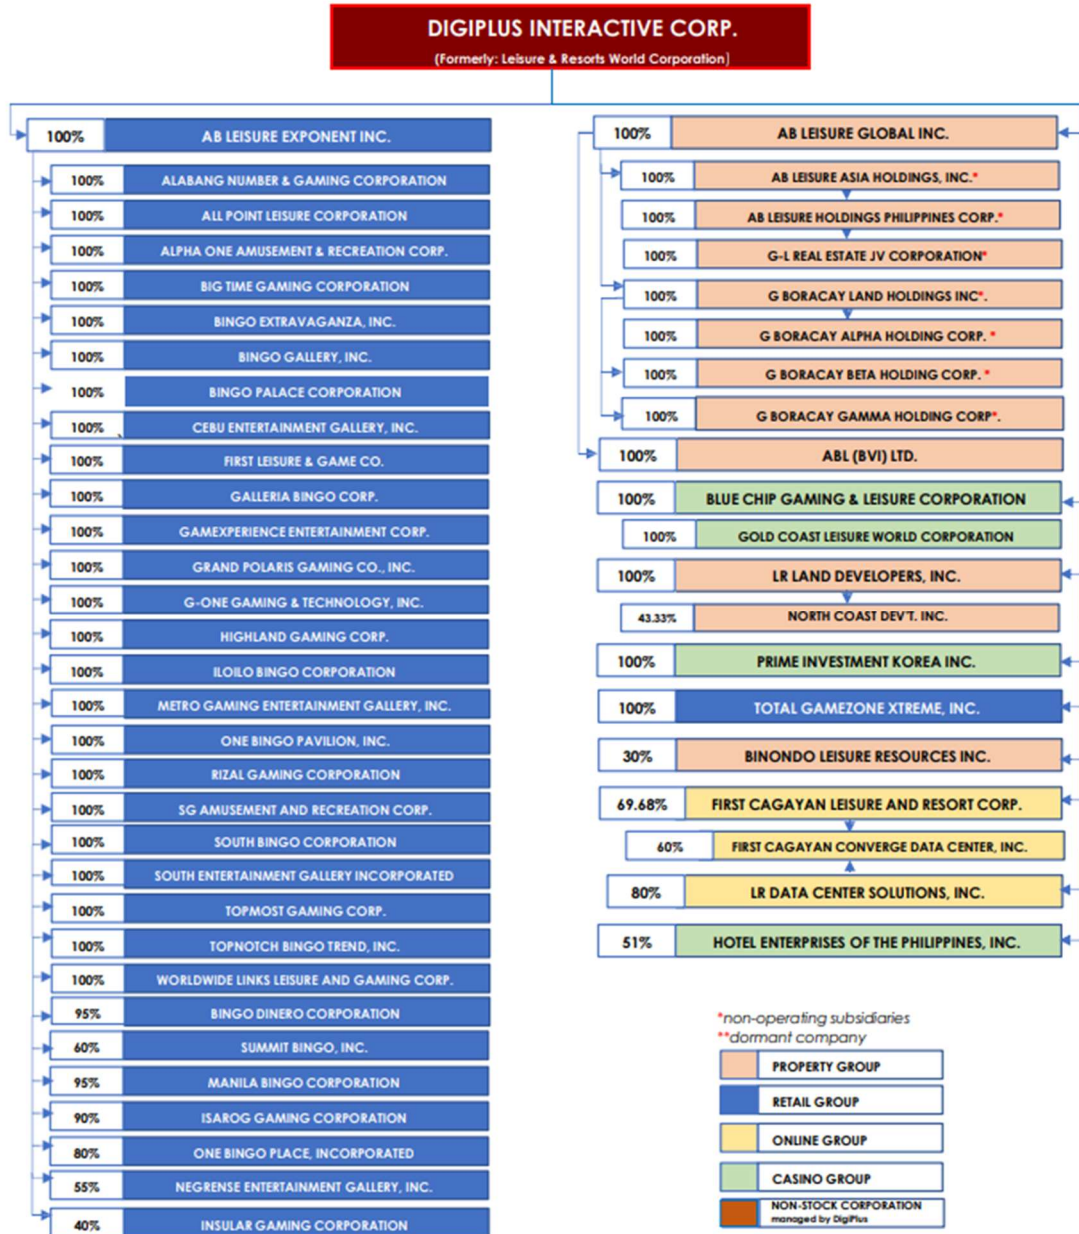 DIGIPLUS INTERACTIVE CORP.
(Formerly: Leisure & Resorts World Corporation)
100% AB LEISURE EXPONENT INC.
100% ALABANG NUMBER & GAMING CORPORATION
100% ALL POINT LEISURE CORPORATION
100% ALPHA ONE AMUSEMENT & RECREATION CORP.
100% BIG TIME GAMING CORPORATION
100% BINGO EXTRAVAGANZA, INC.
100% BINGO GALLERY, INC.
100% BINGO PALACE CORPORATION
100% CEBU ENTERTAINMENT GALLERY, INC.
100% FIRST LEISURE & GAME CO.
100% GALLERIA BINGO CORP.
100% GAMEXPERIENCE ENTERTAINMENT CORP.
100% GRAND POLARIS GAMING CO., INC.
100% G-ONE GAMING & TECHNOLOGY, INC.
100% HIGHLAND GAMING CORP.
100% ILOILO BINGO CORPORATION
100% METRO GAMING ENTERTAINMENT GALLERY, INC.
100% ONE BINGO PAVILION, INC.
100% RIZAL GAMING CORPORATION
100% SG AMUSEMENT AND RECREATION CORP.
100% SOUTH BINGO CORPORATION
100% SOUTH ENTERTAINMENT GALLERY INCORPORATED
100% TOPMOST GAMING CORP.
100% TOPNOTCH BINGO TREND, INC.
100% WORLDWIDE LINKS LEISURE AND GAMING CORP.
95% BINGO DINERO CORPORATION
60% SUMMIT BINGO, INC.
95% MANILA BINGO CORPORATION
90% ISAROG GAMING CORPORATION
80% ONE BINGO PLACE, INCORPORATED
55% NEGRENSE ENTERTAINMENT GALLERY, INC.
40% INSULAR GAMING CORPORATION
100% AB LEISURE GLOBAL INC.
100% AB LEISURE ASIA HOLDINGS, INC.*
100% AB LEISURE HOLDINGS PHILIPPINES CORP.*
100% G-L REAL ESTATE JV CORPORATION*
100% G BORACAY LAND HOLDINGS INC*.
100% G BORACAY ALPHA HOLDING CORP. *
100% G BORACAY BETA HOLDING CORP. *
100% G BORACAY GAMMA HOLDING CORP*.
100% ABL (BVI) LTD.
100% BLUE CHIP GAMING & LEISURE CORPORATION
100% GOLD COAST LEISURE WORLD CORPORATION
100% LR LAND DEVELOPERS, INC.
43.33% NORTH COAST DEV'T. INC.
100% PRIME INVESTMENT KOREA INC.
100% TOTAL GAMEZONE XTREME, INC.
30% BINONDO LEISURE RESOURCES INC.
69.68% FIRST CAGAYAN LEISURE AND RESORT CORP.
60% FIRST CAGAYAN CONVERGE DATA CENTER, INC.
80% LR DATA CENTER SOLUTIONS, INC.
51% HOTEL ENTERPRISES OF THE PHILIPPINES, INC.
*non-operating subsidiaries
**dormant company
PROPERTY GROUP
RETAIL GROUP
ONLINE GROUP
CASINO GROUP
NON-STOCK CORPORATION
managed by DigiPlus